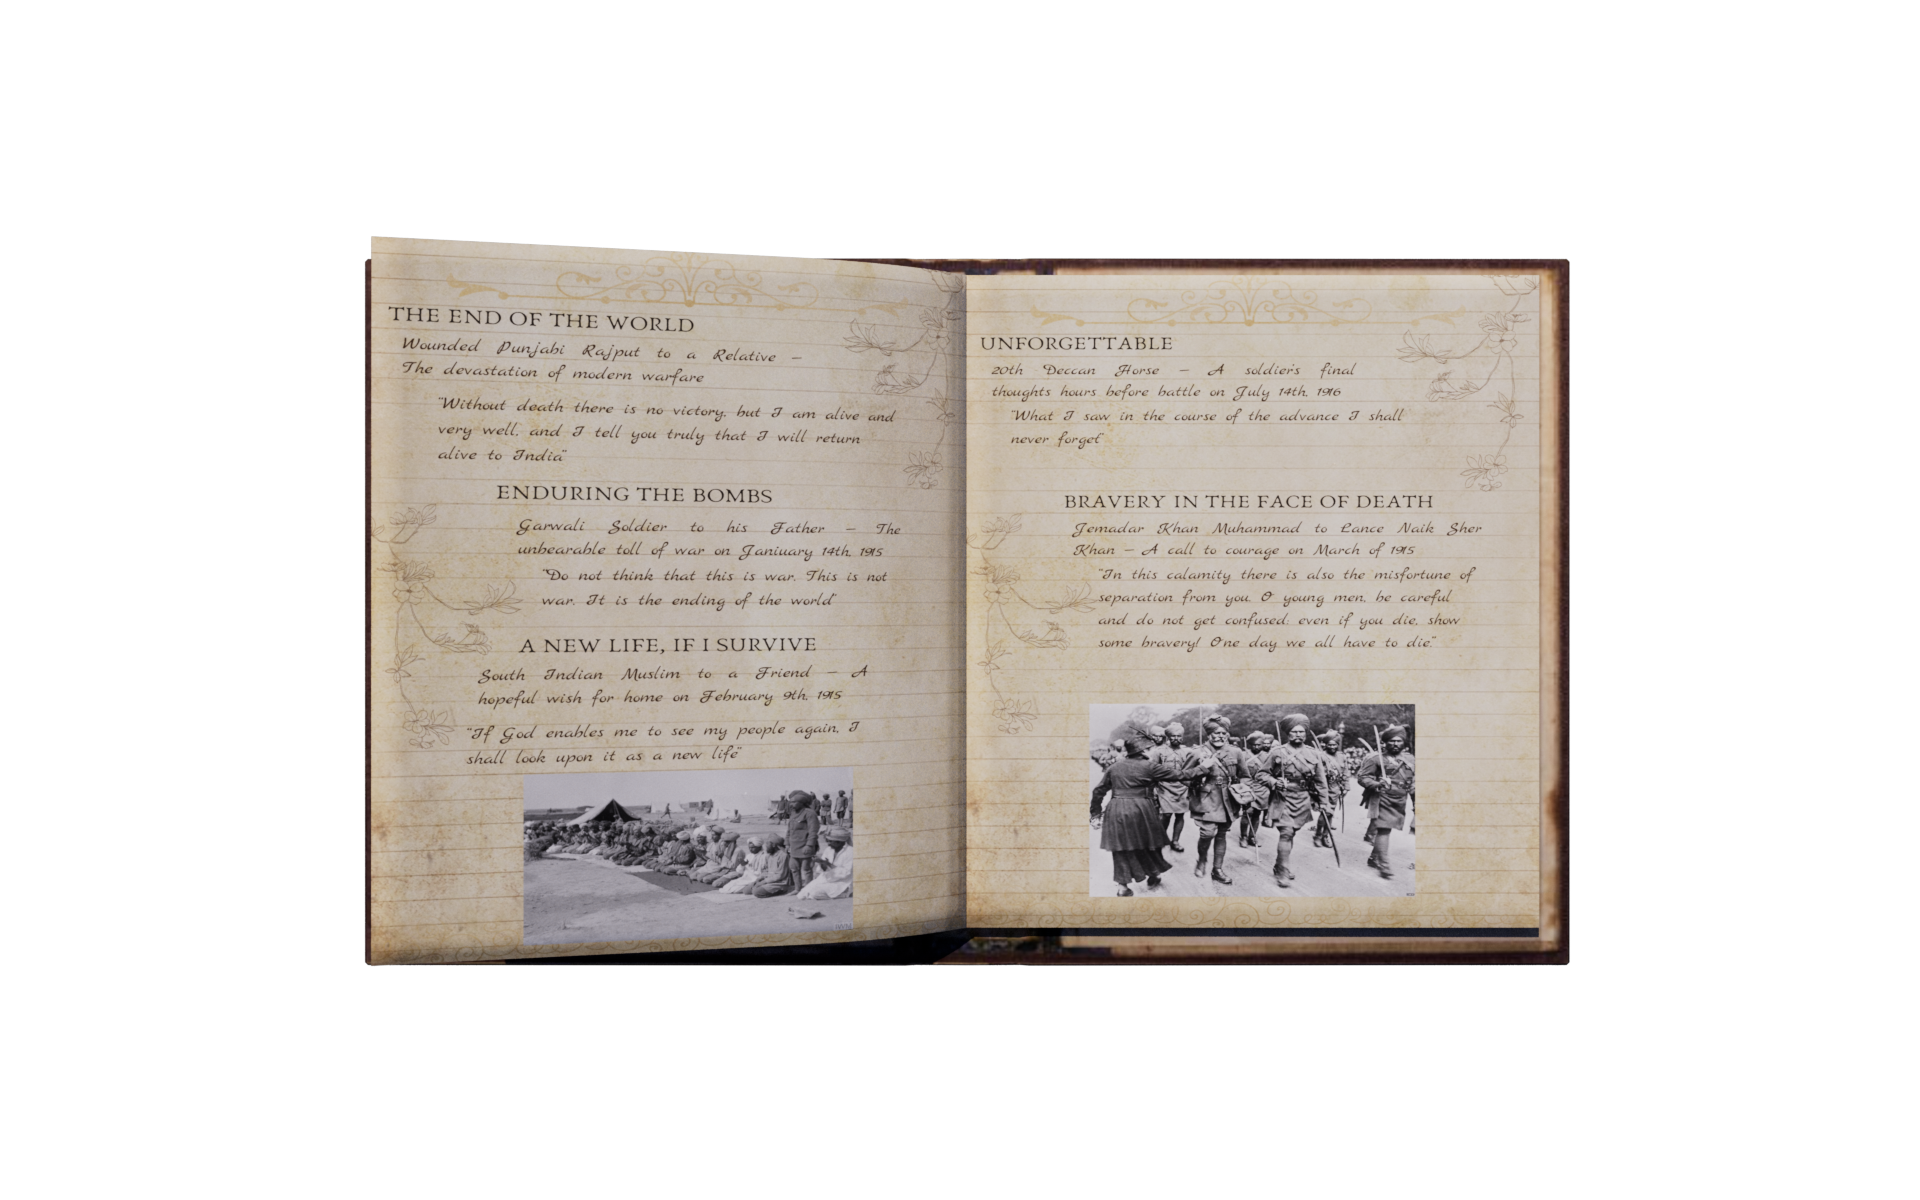 THE END OF THE WORLD
Wounded Punjabi Rajput to a Relative –
The devastation of modern warfare
"Without death there is no victory, but I am alive and
very well, and I tell you truly that I will return
alive to India"
ENDURING THE BOMBS
Garwali Soldier to his Father – The
unbearable toll of war on Janiuary 14th, 1915
"Do not think that this is war. This is not
war. It is the ending of the world"
A NEW LIFE, IF I SURVIVE
South Indian Muslim to a Friend – A
hopeful wish for home on February 9th, 1915
"If God enables me to see my people again, I
shall look upon it as a new life"
UNFORGETTABLE
20th Deccan Horse – A soldier's final
thoughts hours before battle on July 14th, 1916
"What I saw in the course of the advance I shall
never forget"
BRAVERY IN THE FACE OF DEATH
Jemadar Khan Muhammad to Lance Naik Sher
Khan – A call to courage on March of 1915
"In this calamity there is also the misfortune of
separation from you. O young men, be careful
and do not get confused; even if you die, show
some bravery! One day we all have to die."